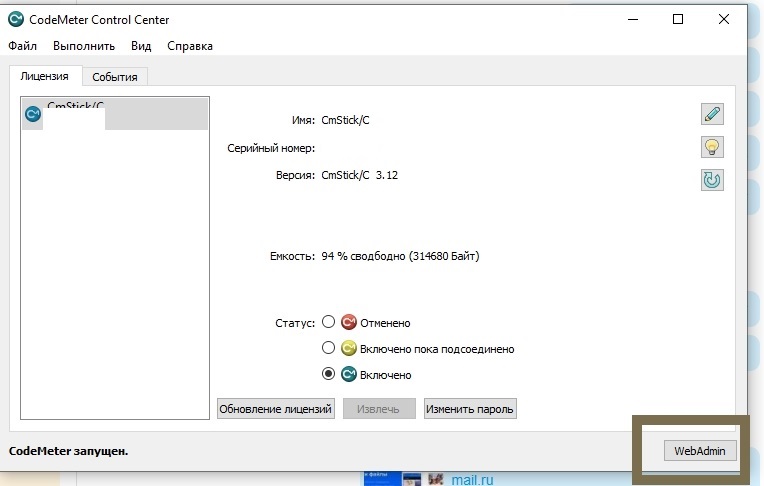 CodeMeter Control Center
Файл Выполнить Вид Справка
Лицензия События
CmStick/C
Имя: CmStick/C
Серийный номер:
Версия: CmStick/C 3.12
Емкость: 94 % сводбодно (314680 Байт)
Статус: Отменено
Включено пока подсоединено
Включено
Обновление лицензий Извлечь Изменить пароль
CodeMeter запущен. WebAdmin
mail.ru